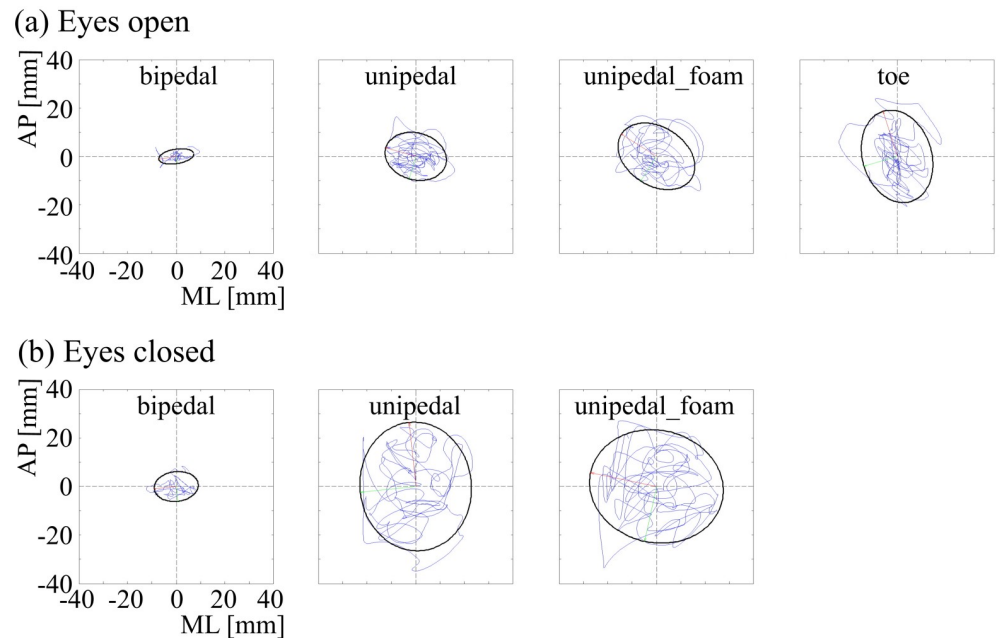 (a) Eyes open
bipedal unipedal unipedal_foam toe
AP [mm]
40
20
0
-20
-40
-40 -20 0 20 40
ML [mm]
(b) Eyes closed
bipedal unipedal unipedal_foam
AP [mm]
40
20
0
-20
-40
-40 -20 0 20 40
ML [mm]